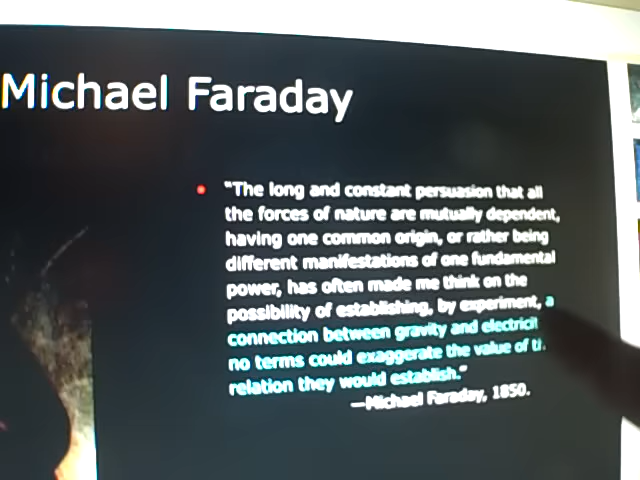 Michael Faraday
"The long and constant persuasion that all
the forces of nature are mutually dependent,
having one common origin, or rather being
different manifestations of one fundamental
power, has often made me think on the
possibility of establishing, by experiment, a
connection between gravity and
no terms could exaggerate the value of
relation they would establish."
—Michael Faraday, 1850.